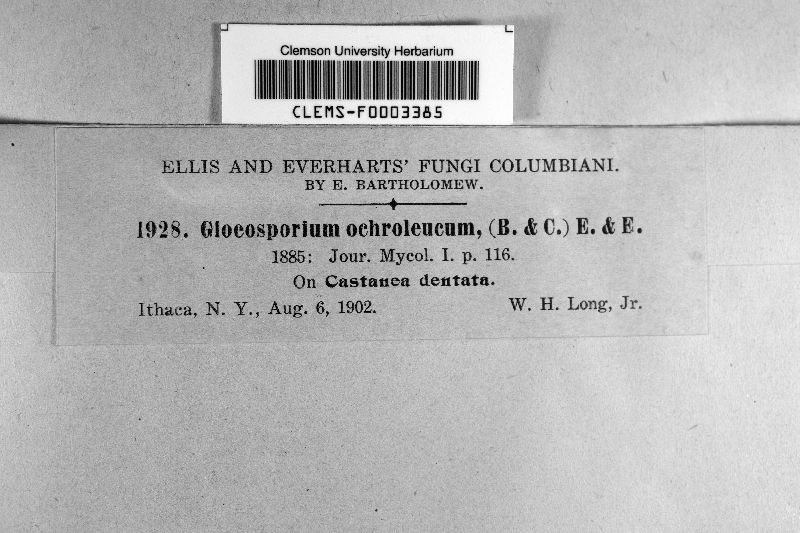 Clemson University Herbarium
CLEMS-F0003385
ELLIS AND EVERHARTS' FUNGI COLUMBIANI.
BY E. BARTHOLOMEW.
1928. Gloeosporium ochroleucum, (B. & C.) E. & E.
1885: Jour. Mycol. I. p. 116.
On Castanea dentata.
Ithaca, N. Y., Aug. 6, 1902. W. H. Long, Jr.